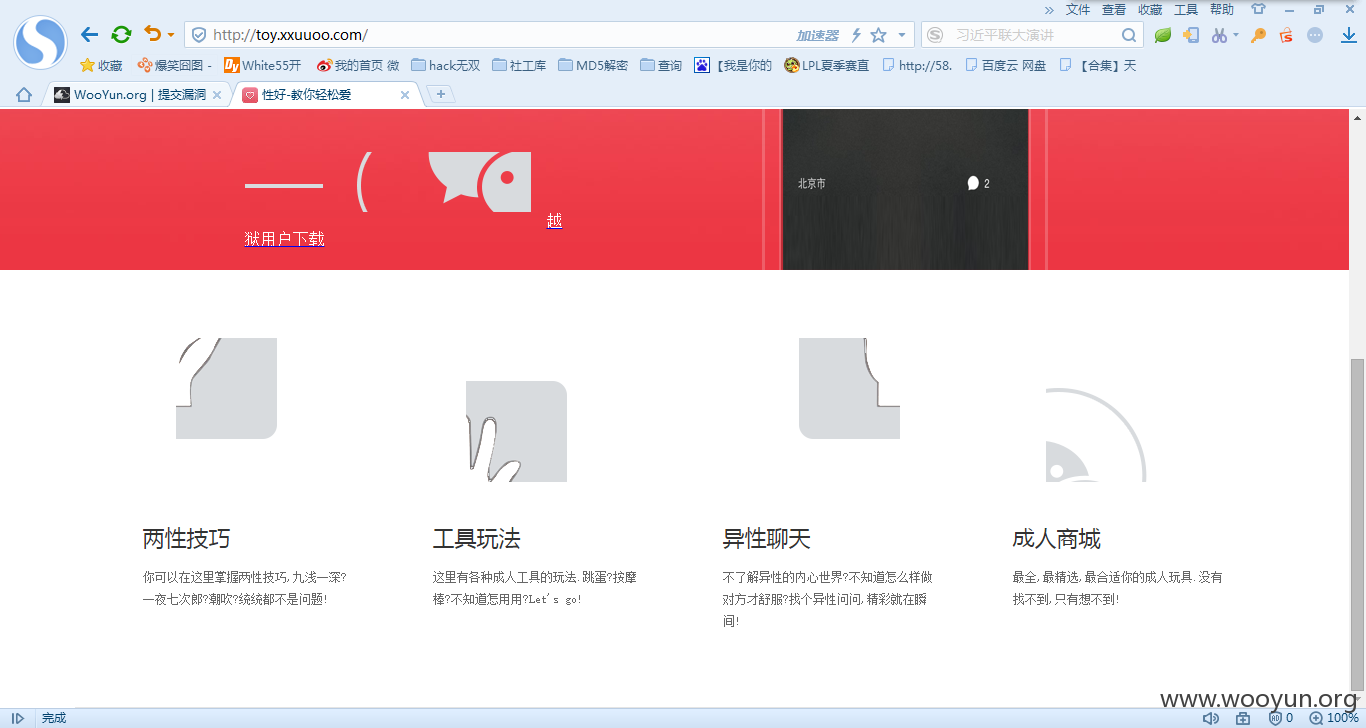 » 文件 查看 收藏 工具 帮助
http://toy.xxuuoo.com/ 加速器 习近平联大演讲
收藏 爆笑囧图 - White55开 我的首页 微 hack无双 社工库 MD5解密 查询 【我是你的 LPL夏季赛直 http://58. 百度云 网盘 【合集】天
WooYun.org | 提交漏洞 性好-教你轻松爱
北京市 2
越
狱用户下载
两性技巧 工具玩法 异性聊天 成人商城
你可以在这里掌握两性技巧,九浅一深? 这里有各种成人工具的玩法.跳蛋?按摩 不了解异性的内心世界?不知道怎么样做 最全,最精选,最合适你的成人玩具.没有
一夜七次郎?潮吹?统统都不是问题! 棒?不知道怎用用?Let's go! 对方才舒服?找个异性问问,精彩就在瞬 找不到,只有想不到!
间!
www.wooyun.org
完成 0 100%